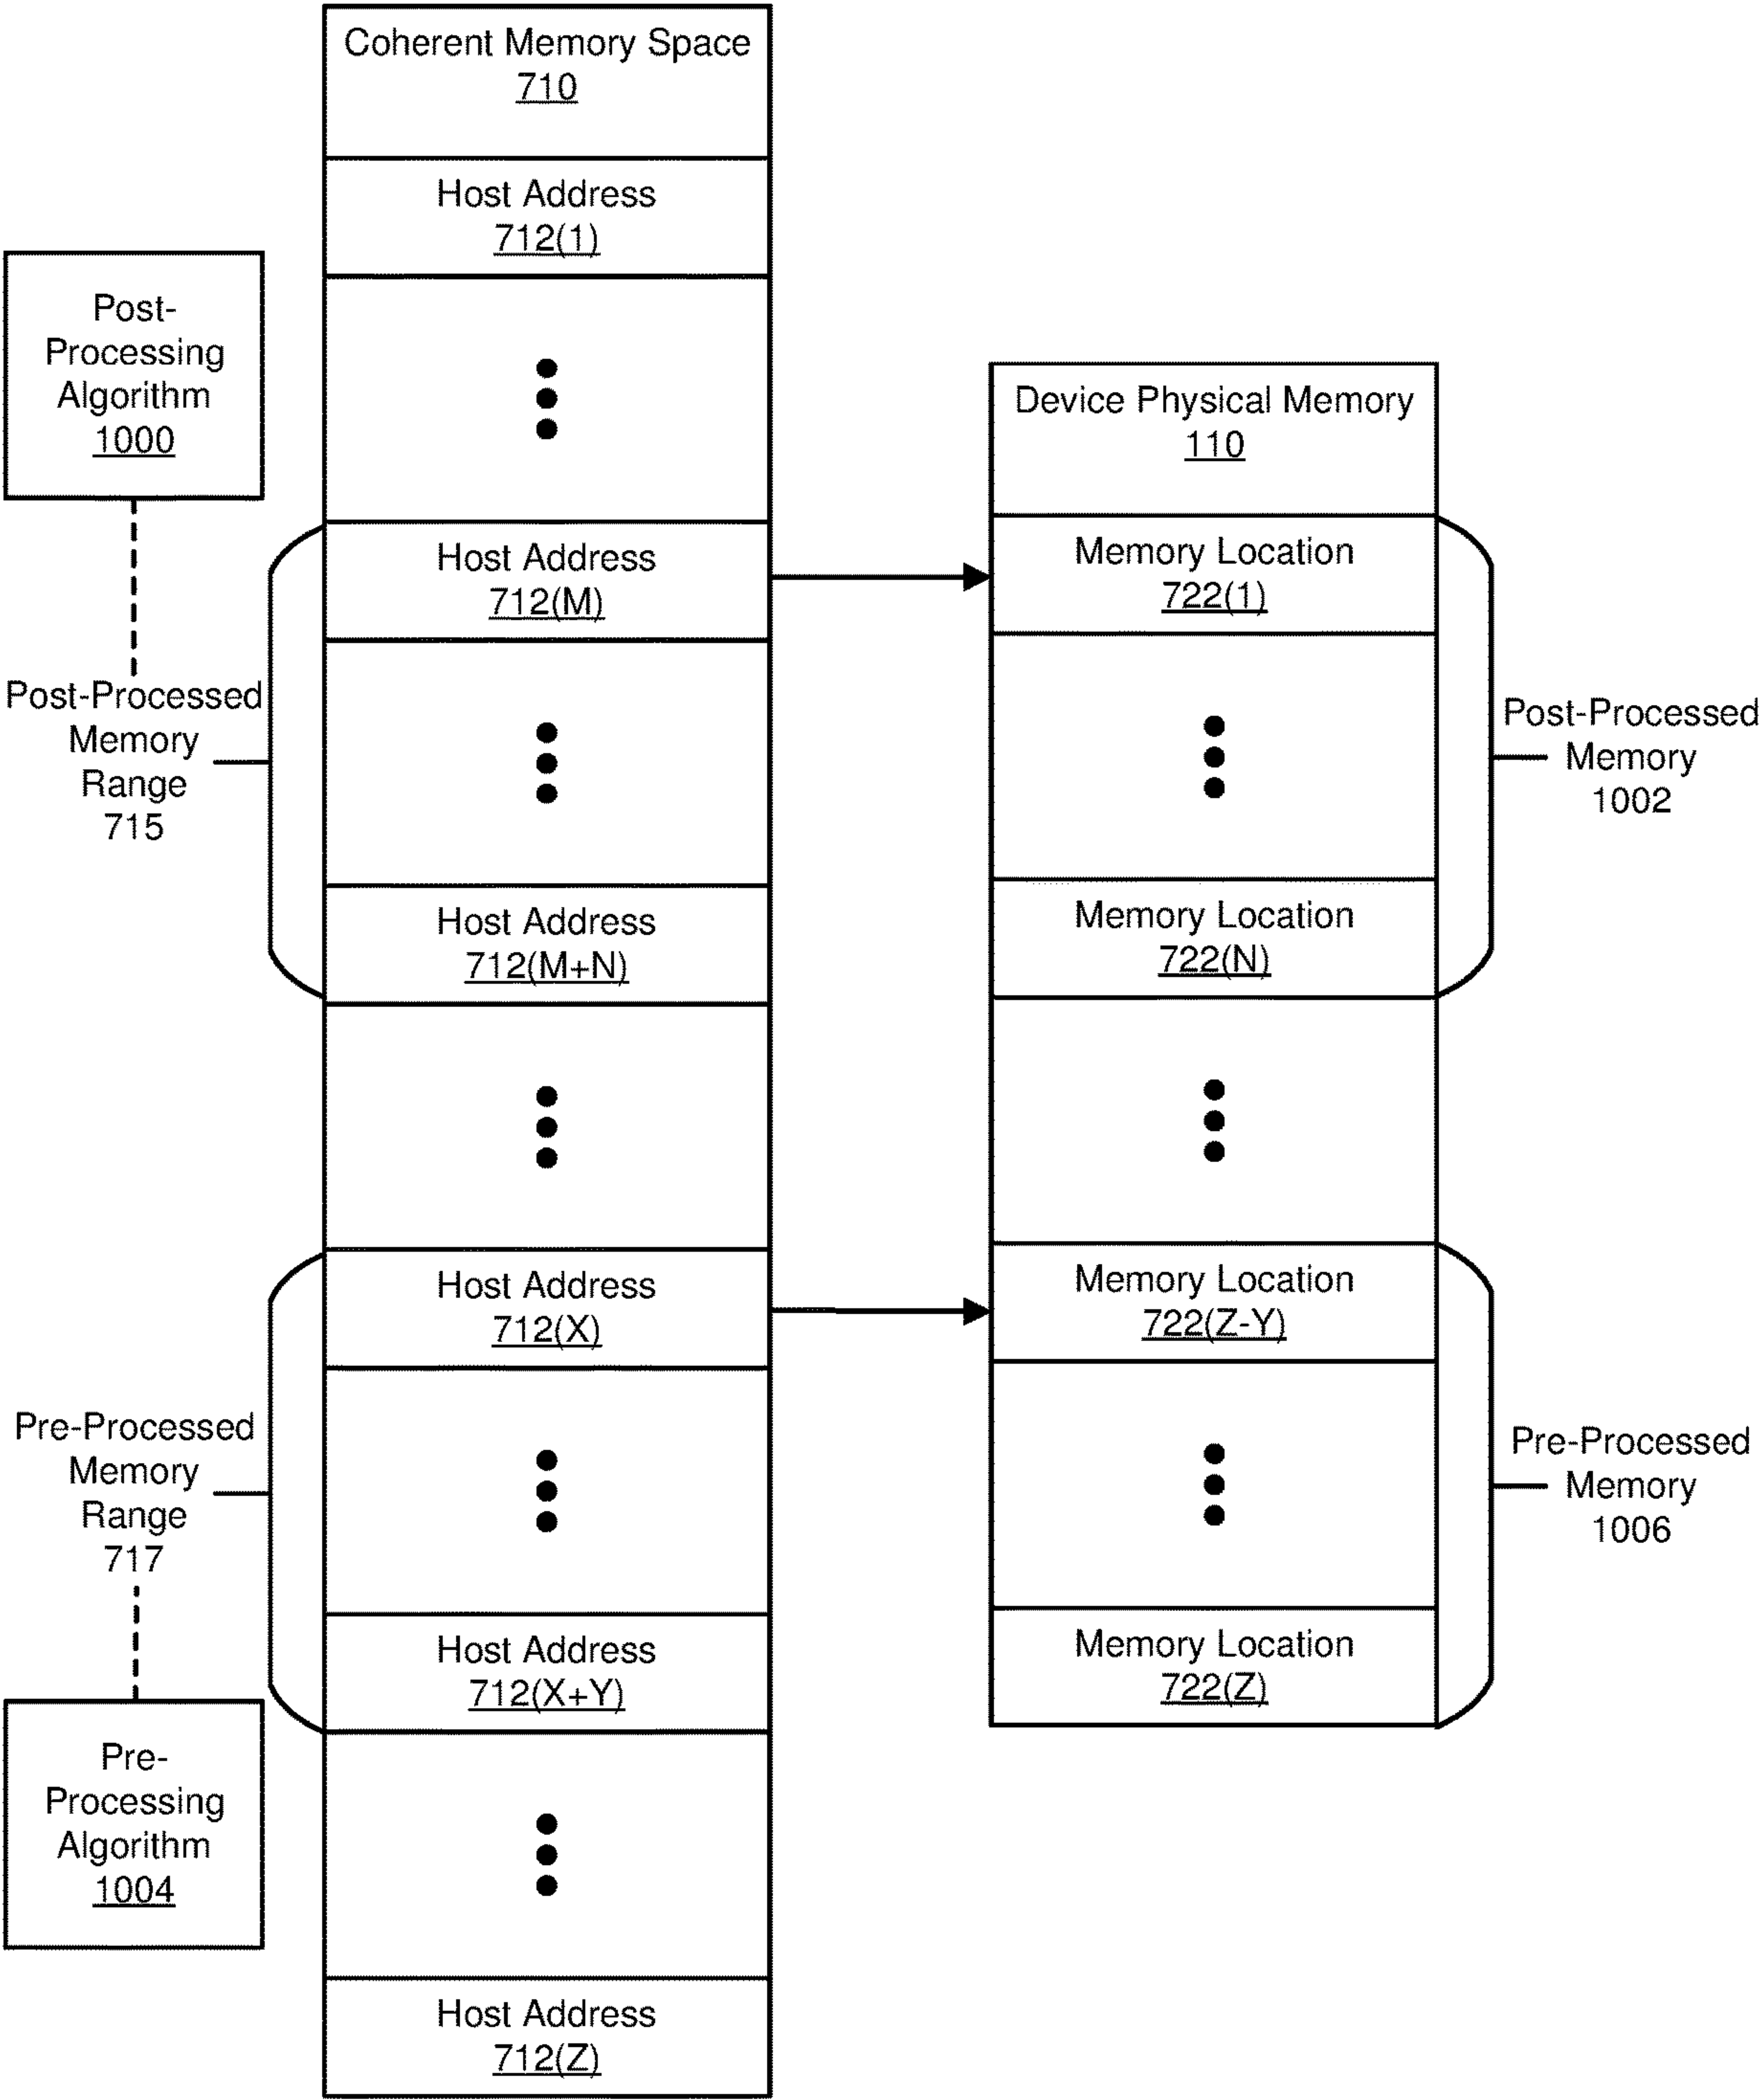 Coherent Memory Space
710
Host Address
712(1)
Post-
Processing
Algorithm
1000
Device Physical Memory
110
Host Address
712(M)
Memory Location
722(1)
Post-Processed
Memory
Range
715
Post-Processed
Memory
1002
Host Address
712(M+N)
Memory Location
722(N)
Host Address
712(X)
Memory Location
722(Z-Y)
Pre-Processed
Memory
Range
717
Pre-Processed
Memory
1006
Host Address
712(X+Y)
Memory Location
722(Z)
Pre-
Processing
Algorithm
1004
Host Address
712(Z)